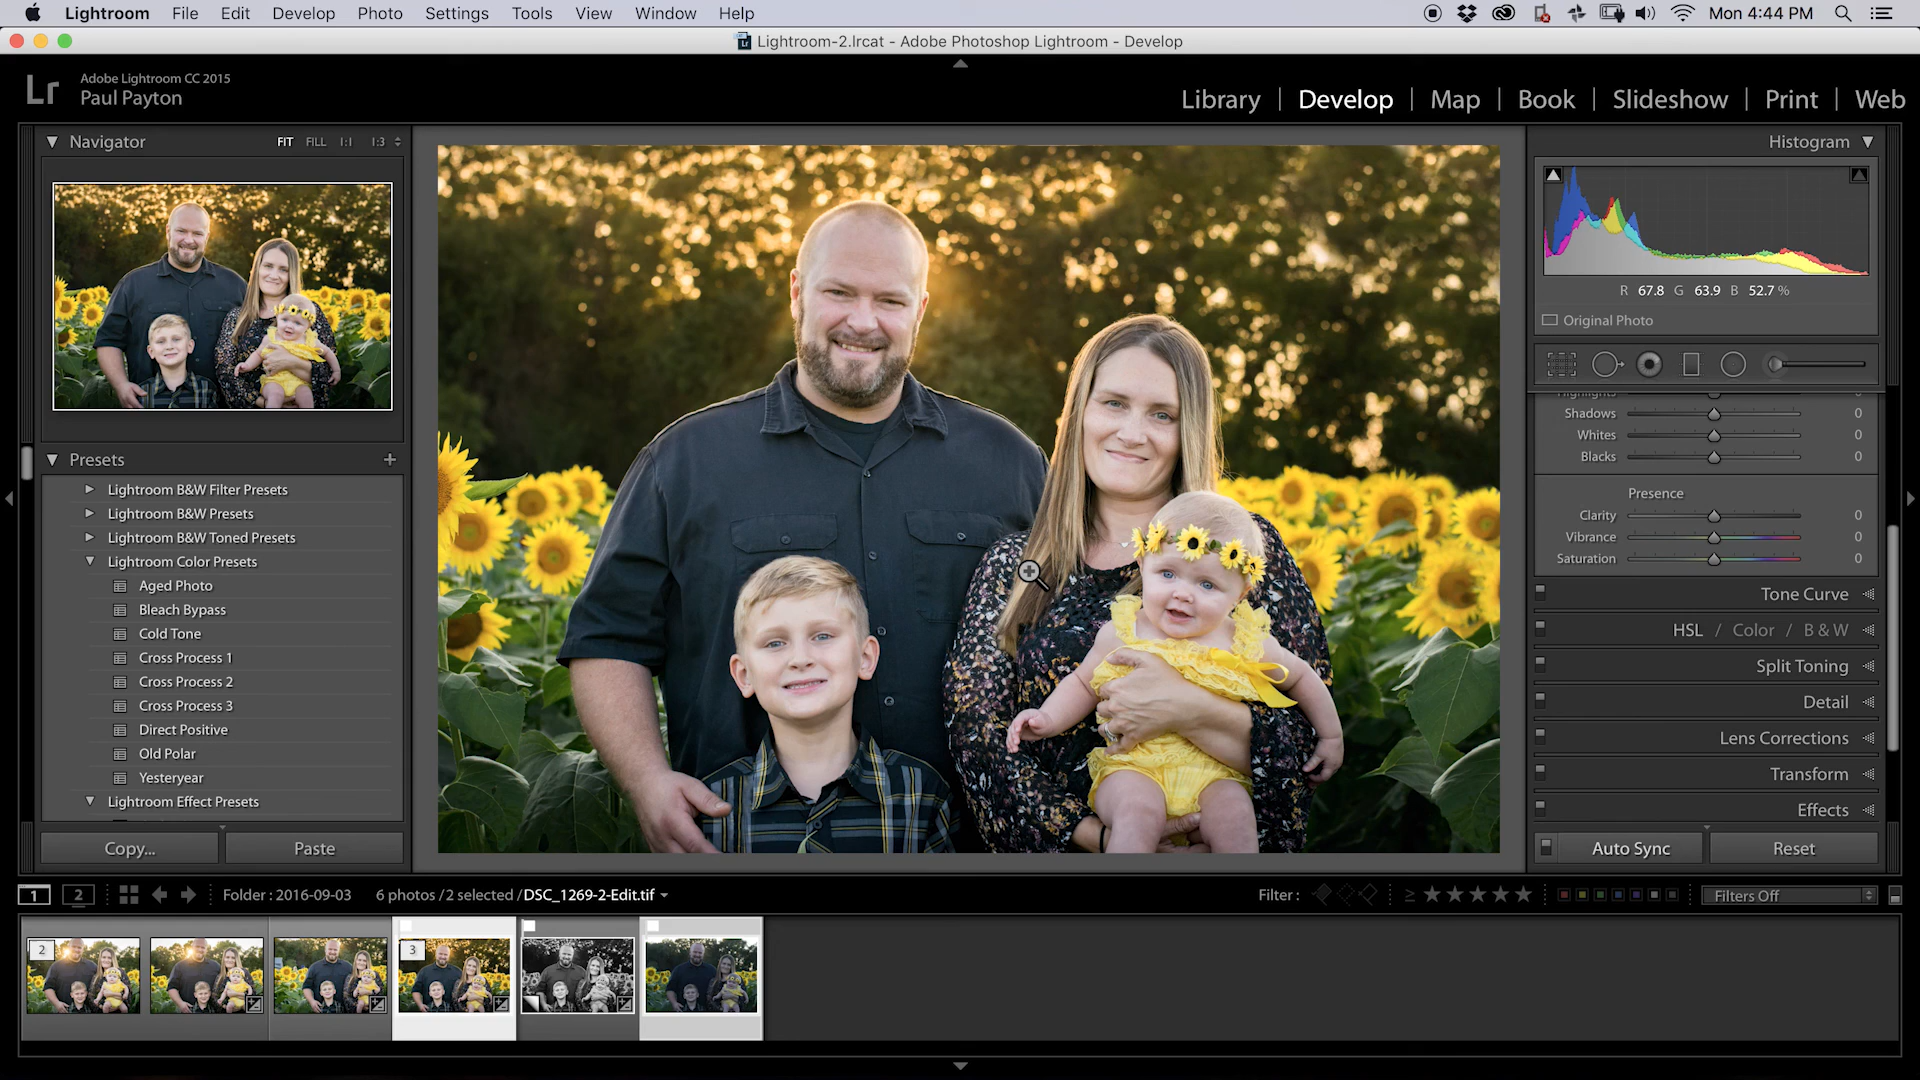 Lightroom File Edit Develop Photo Settings Tools View Window Help Mon 4:44 PM
Lightroom-2.lrcat - Adobe Photoshop Lightroom - Develop
Lr Adobe Lightroom CC 2015
Paul Payton
Library | Develop | Map | Book | Slideshow | Print | Web
Navigator FIT FILL 1:1 1:3
Histogram
R 67.8 G 63.9 B 52.7 %
Original Photo
Highlights
Shadows 0
Whites 0
Blacks 0
Presence
Clarity 0
Vibrance 0
Saturation 0
Tone Curve
HSL / Color / B & W
Split Toning
Detail
Lens Corrections
Transform
Effects
Auto Sync Reset
Presets +
Lightroom B&W Filter Presets
Lightroom B&W Presets
Lightroom B&W Toned Presets
Lightroom Color Presets
Aged Photo
Bleach Bypass
Cold Tone
Cross Process 1
Cross Process 2
Cross Process 3
Direct Positive
Old Polar
Yesteryear
Lightroom Effect Presets
Copy... Paste
1 2 Folder : 2016-09-03 6 photos / 2 selected / DSC_1269-2-Edit.tif Filter : ≥ Filters Off
2 3